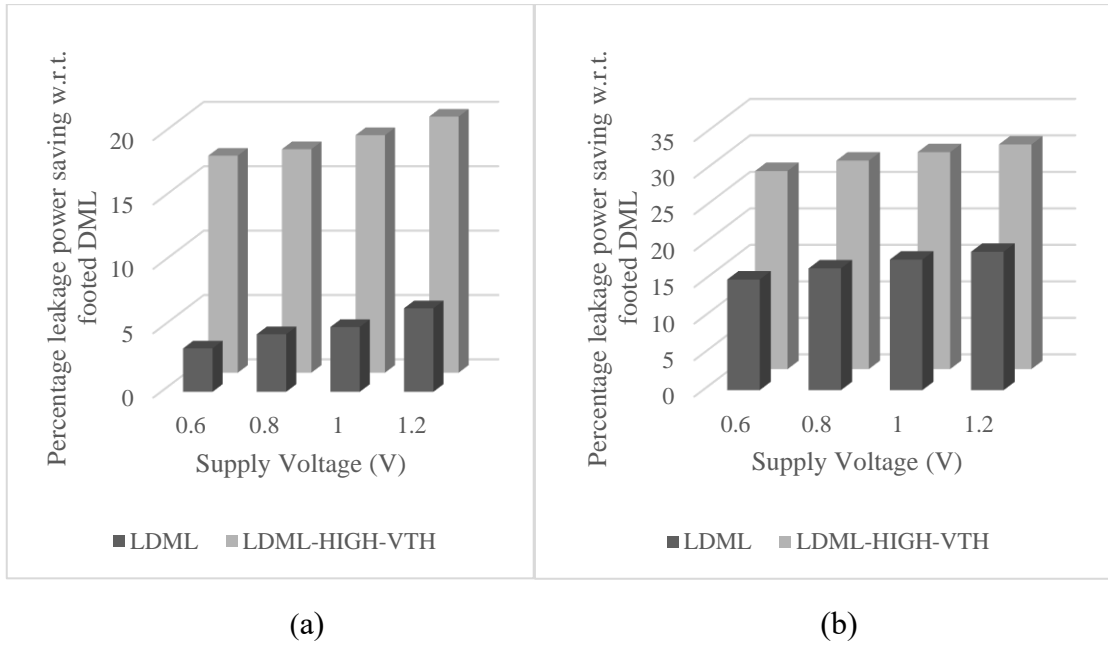 Percentage leakage power saving w.r.t.
footed DML
20
15
10
5
0
0.6 0.8 1 1.2
Supply Voltage (V)
LDML LDML-HIGH-VTH
(a)
Percentage leakage power saving w.r.t.
footed DML
35
30
25
20
15
10
5
0
0.6 0.8 1 1.2
Supply Voltage (V)
LDML LDML-HIGH-VTH
(b)